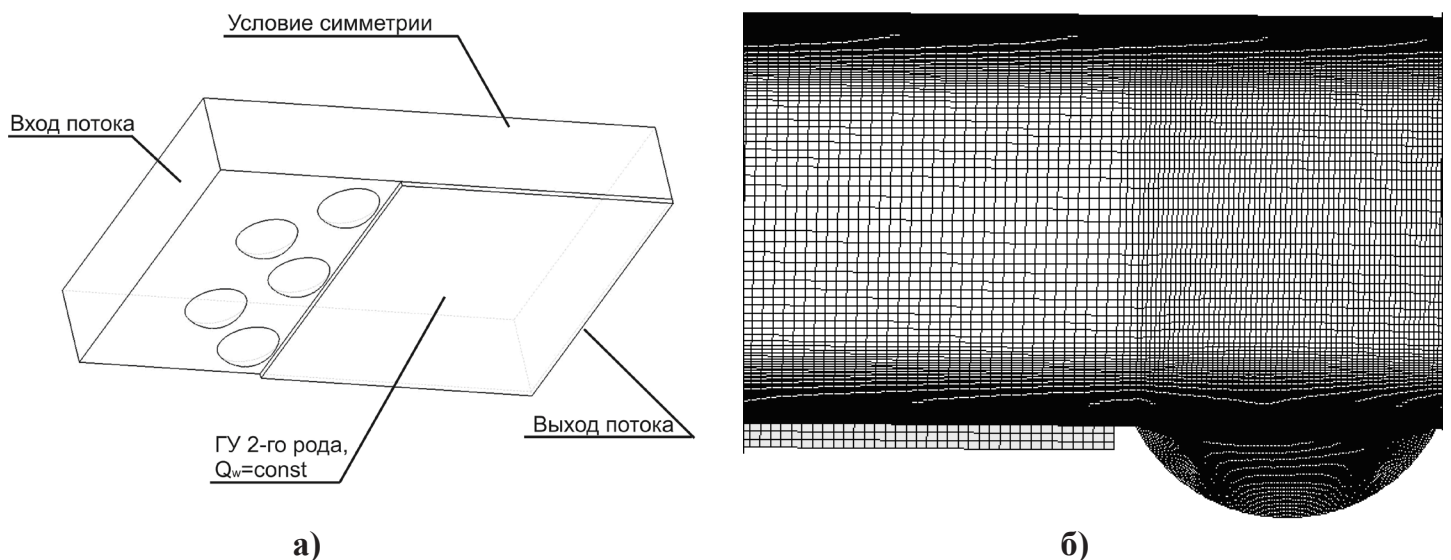 Условие симметрии
Вход потока
Выход потока
ГУ 2-го рода,
Qw=const
а)
б)